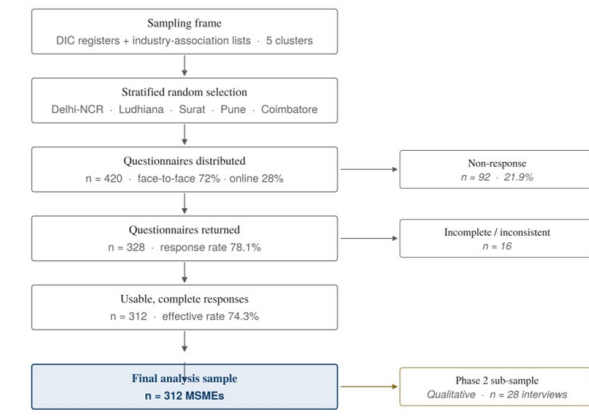 Sampling frame
DIC registers + industry-association lists · 5 clusters
Stratified random selection
Delhi-NCR · Ludhiana · Surat · Pune · Coimbatore
Questionnaires distributed
n = 420 · face-to-face 72% · online 28%
Non-response
n = 92 · 21.9%
Questionnaires returned
n = 328 · response rate 78.1%
Incomplete / inconsistent
n = 16
Usable, complete responses
n = 312 · effective rate 74.3%
Final analysis sample
n = 312 MSMEs
Phase 2 sub-sample
Qualitative · n = 28 interviews